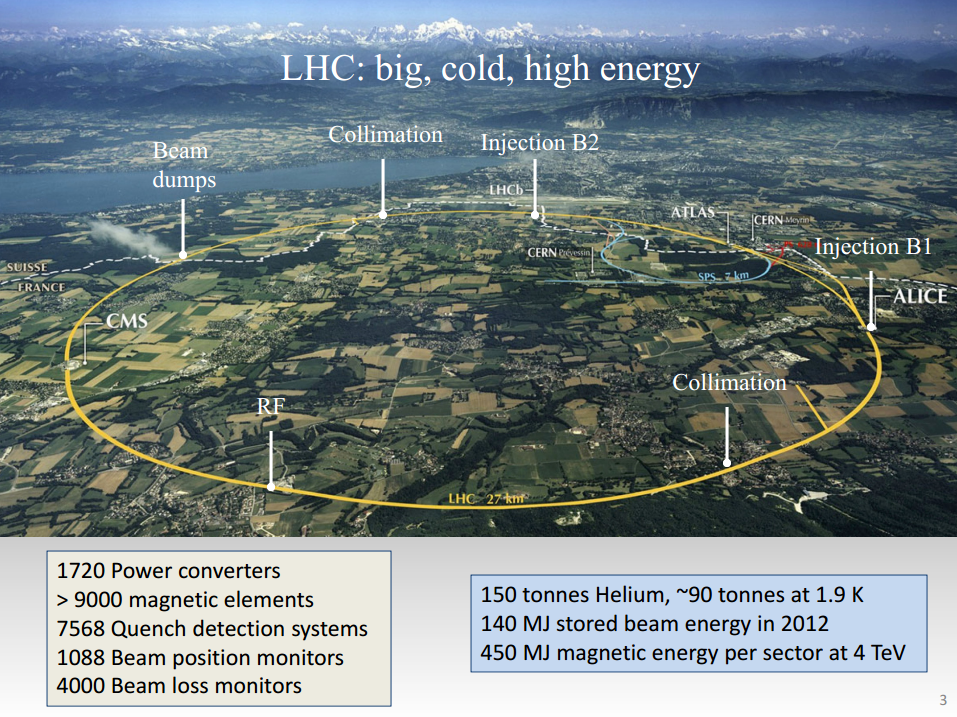 LHC: big, cold, high energy
Collimation
Injection B2
Beam
dumps
LHCb
ATLAS
CERN Meyrin
CERN Prévessin
Injection B1
SUISSE
FRANCE
SPS 7 km
ALICE
CMS
Collimation
RF
LHC 27 km
1720 Power converters
> 9000 magnetic elements
7568 Quench detection systems
1088 Beam position monitors
4000 Beam loss monitors
150 tonnes Helium, ~90 tonnes at 1.9 K
140 MJ stored beam energy in 2012
450 MJ magnetic energy per sector at 4 TeV
3